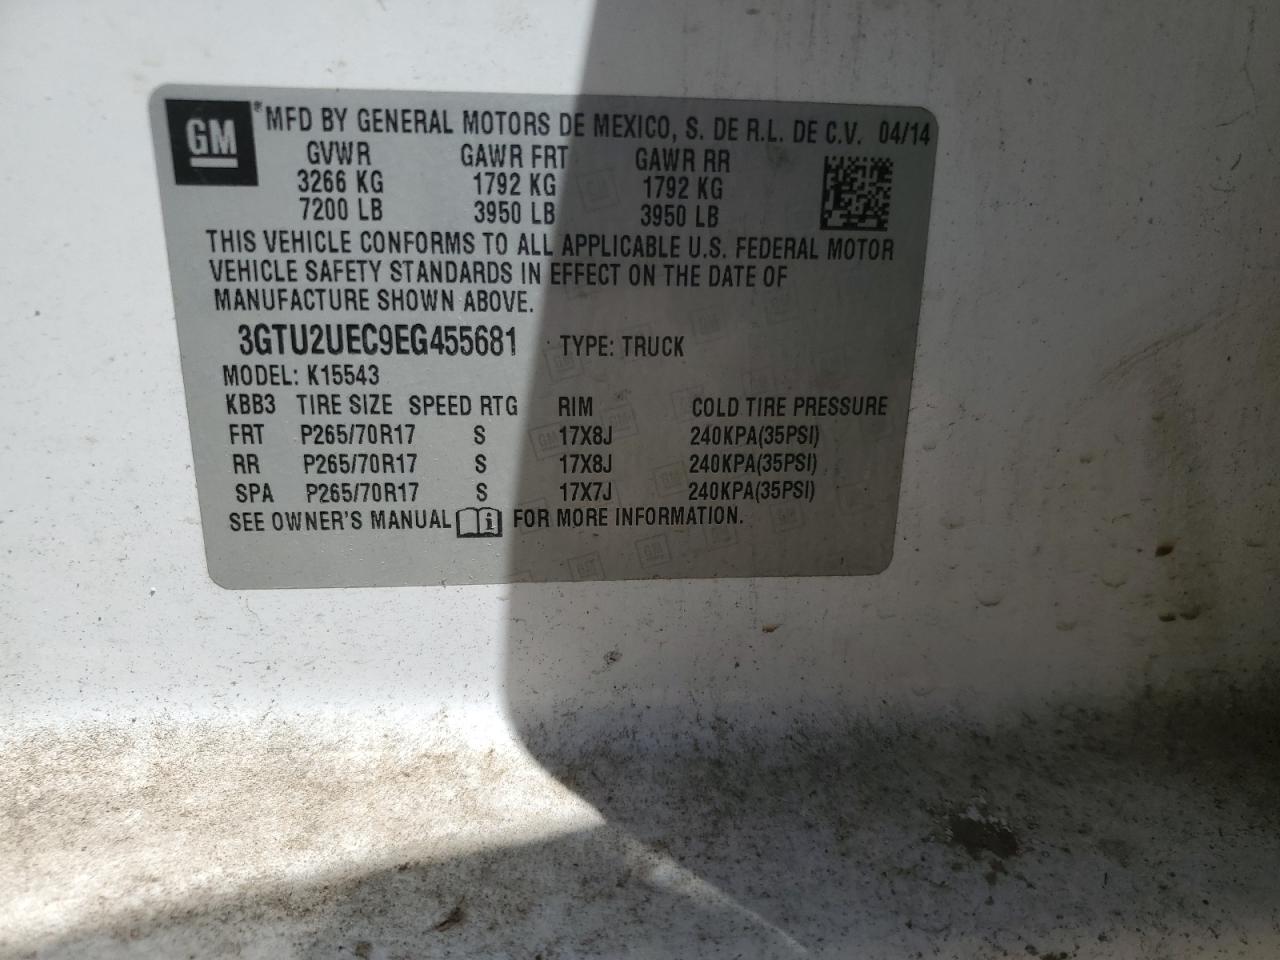 GM ® MFD BY GENERAL MOTORS DE MEXICO, S. DE R.L. DE C.V. 04/14
GVWR GAWR FRT GAWR RR
3266 KG 1792 KG 1792 KG
7200 LB 3950 LB 3950 LB
THIS VEHICLE CONFORMS TO ALL APPLICABLE U.S. FEDERAL MOTOR
VEHICLE SAFETY STANDARDS IN EFFECT ON THE DATE OF
MANUFACTURE SHOWN ABOVE.
3GTU2UEC9EG455681 TYPE: TRUCK
MODEL: K15543
KBB3 TIRE SIZE SPEED RTG RIM COLD TIRE PRESSURE
FRT P265/70R17 S 17X8J 240KPA(35PSI)
RR P265/70R17 S 17X8J 240KPA(35PSI)
SPA P265/70R17 S 17X7J 240KPA(35PSI)
SEE OWNER'S MANUAL FOR MORE INFORMATION.